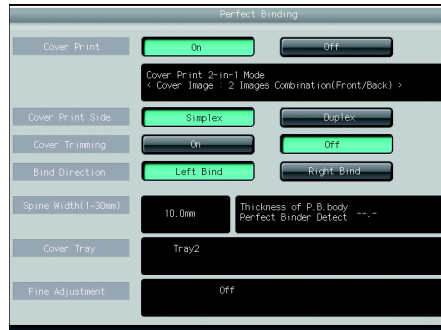 Perfect Binding
Cover Print On Off
Cover Print 2-in-1 Mode
< Cover Image : 2 Images Combination(Front/Back) >
Cover Print Side Simplex Duplex
Cover Trimming On Off
Bind Direction Left Bind Right Bind
Spine Width(1-30mm) 10.0mm Thickness of P.B.body
Perfect Binder Detect --.-
Cover Tray Tray2
Fine Adjustment Off